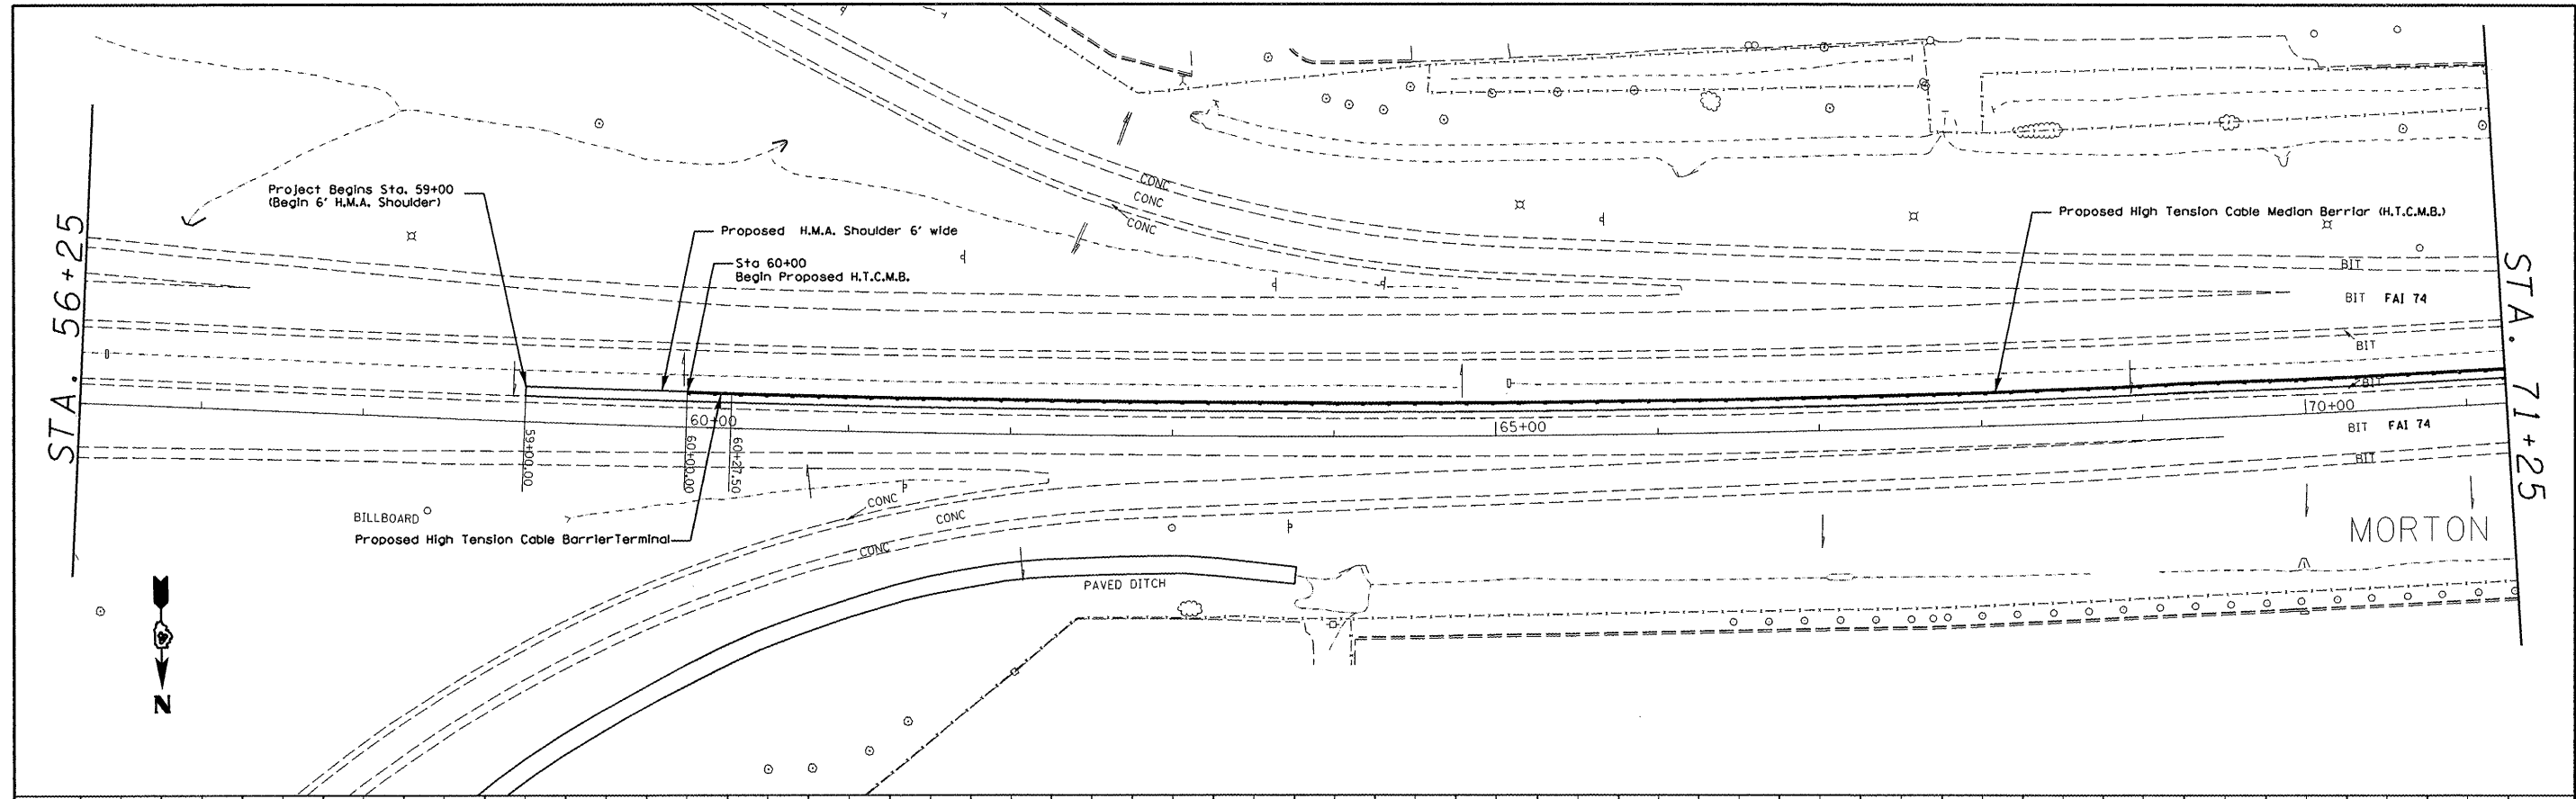 Project Begins Sta. 59+00
(Begin 6' H.M.A. Shoulder)
Proposed H.M.A. Shoulder 6' wide
Sta 60+00
Begin Proposed H.T.C.M.B.
Proposed High Tension Cable Median Berriar (H.T.C.M.B.)
CONC
CONC
CONC
STA. 56+25
STA. 71+25
BIT
BIT FAI 74
BIT
BIT
60+00
65+00
70+00
BIT FAI 74
BIT
59+00.00
60+00.00
60+27.50
CONC
CONC
CONC
BILLBOARD
Proposed High Tension Cable BarrierTerminal
PAVED DITCH
MORTON
N